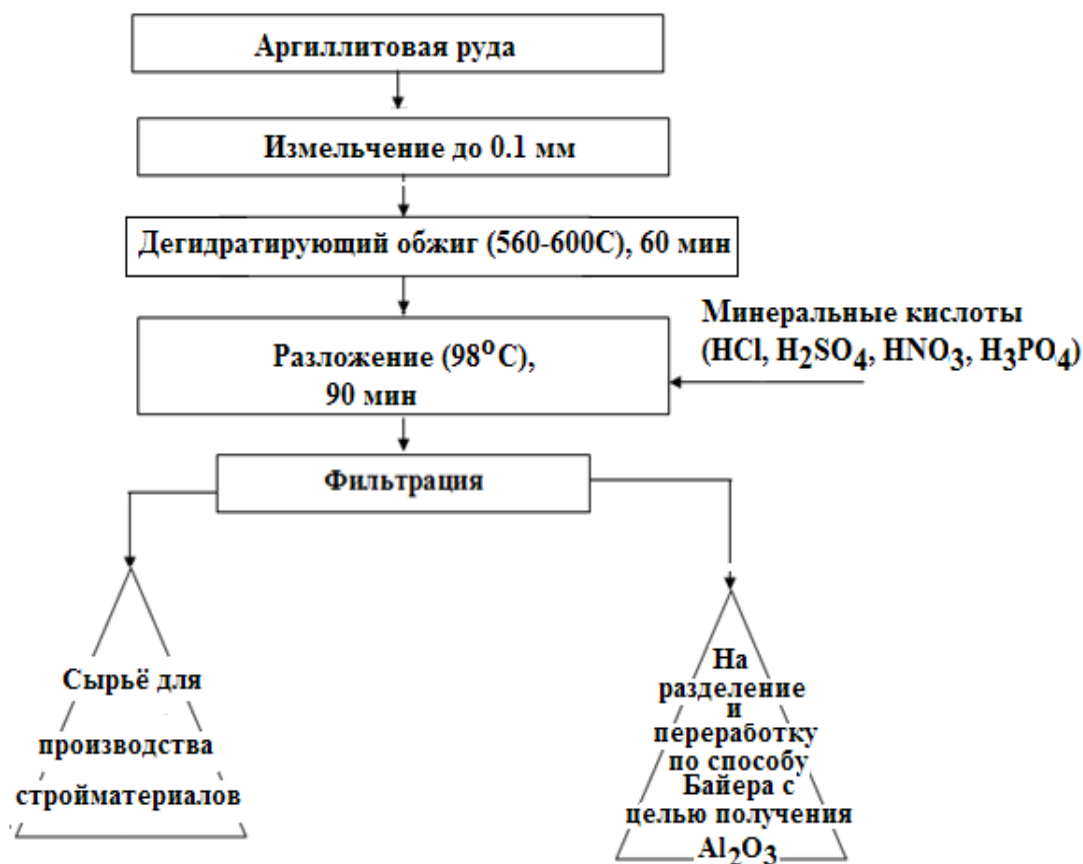 Аргиллитовая руда
Измельчение до 0.1 мм
Дегидратирующий обжиг (560-600С), 60 мин
Минеральные кислоты
(HCl, H₂SO₄, HNO₃, H₃PO₄)
Разложение (98°С),
90 мин
Фильтрация
Сырьё для
производства
стройматериалов
На
разделение
и
переработку
по способу
Байера с
целью получения
Al₂O₃